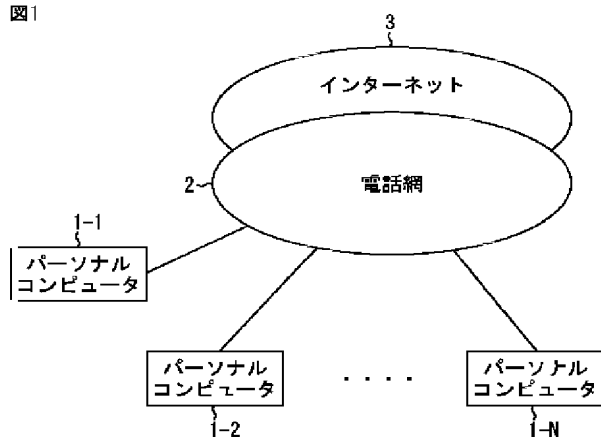 図1
3
インターネット
2
電話網
1-1
パーソナル
コンピュータ
パーソナル
コンピュータ
1-2
・・・・
パーソナル
コンピュータ
1-N